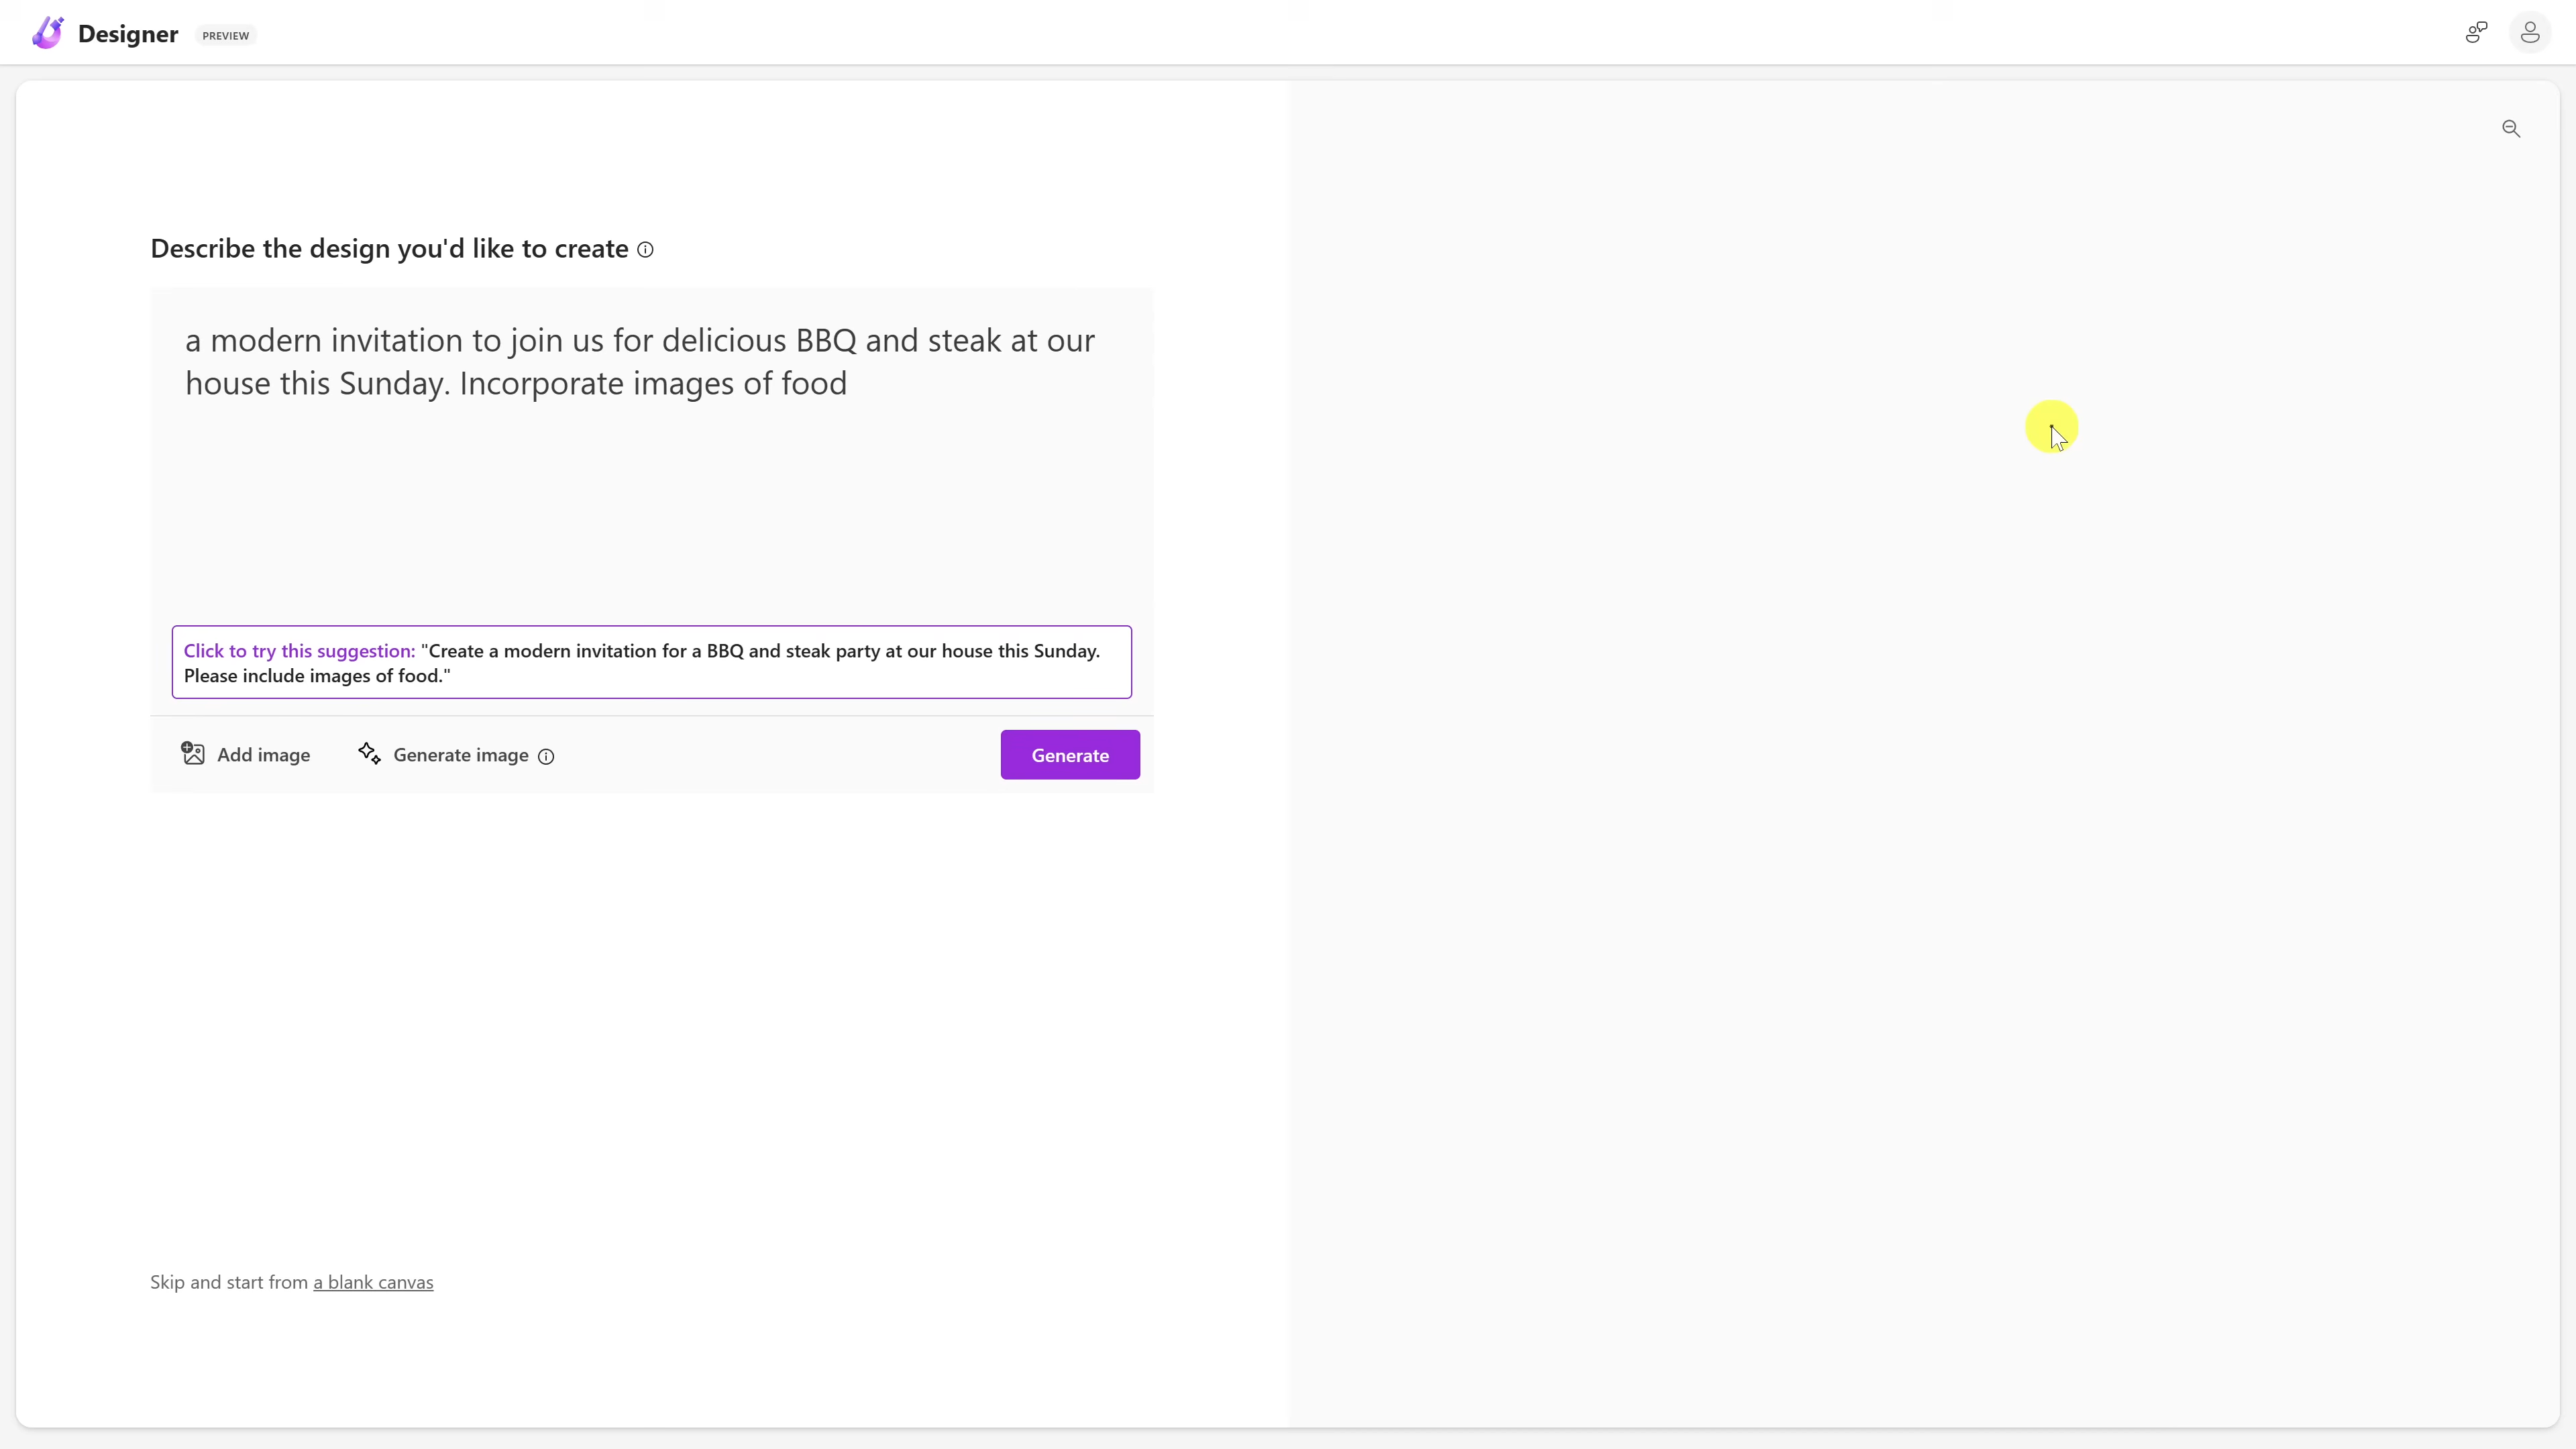 Designer PREVIEW
Describe the design you'd like to create
a modern invitation to join us for delicious BBQ and steak at our
house this Sunday. Incorporate images of food
Click to try this suggestion: "Create a modern invitation for a BBQ and steak party at our house this Sunday.
Please include images of food."
Add image Generate image Generate
Skip and start from a blank canvas